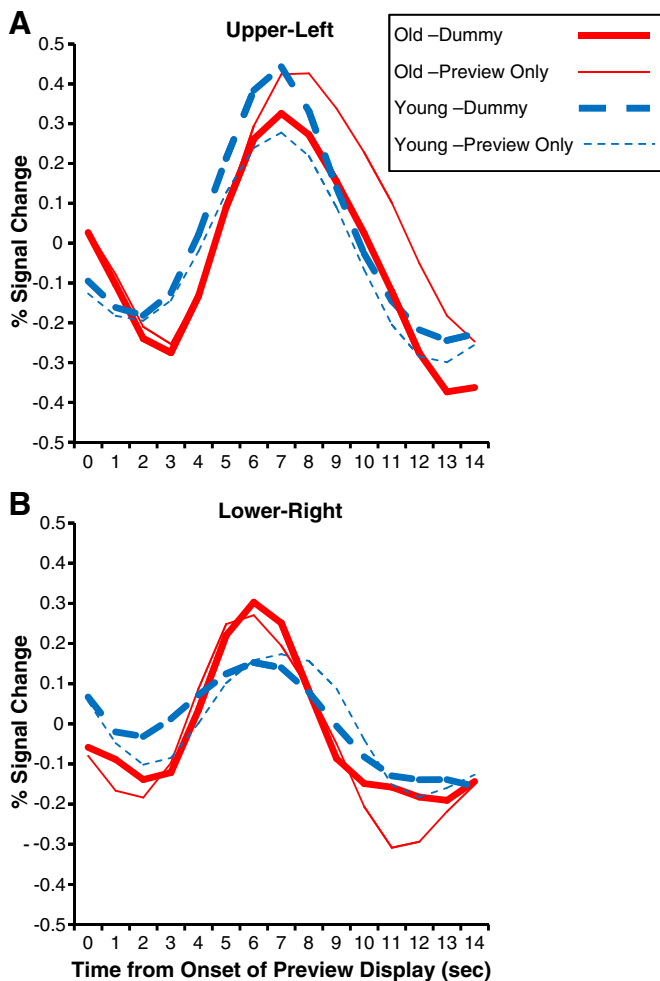 A
Upper-Left
Old –Dummy
Old –Preview Only
Young –Dummy
Young –Preview Only
% Signal Change
0.5
0.4
0.3
0.2
0.1
0
-0.1
-0.2
-0.3
-0.4
-0.5
0 1 2 3 4 5 6 7 8 9 10 11 12 13 14
B
Lower-Right
% Signal Change
0.5
0.4
0.3
0.2
0.1
0
-0.1
-0.2
- -0.3
-0.4
-0.5
0 1 2 3 4 5 6 7 8 9 10 11 12 13 14
Time from Onset of Preview Display (sec)